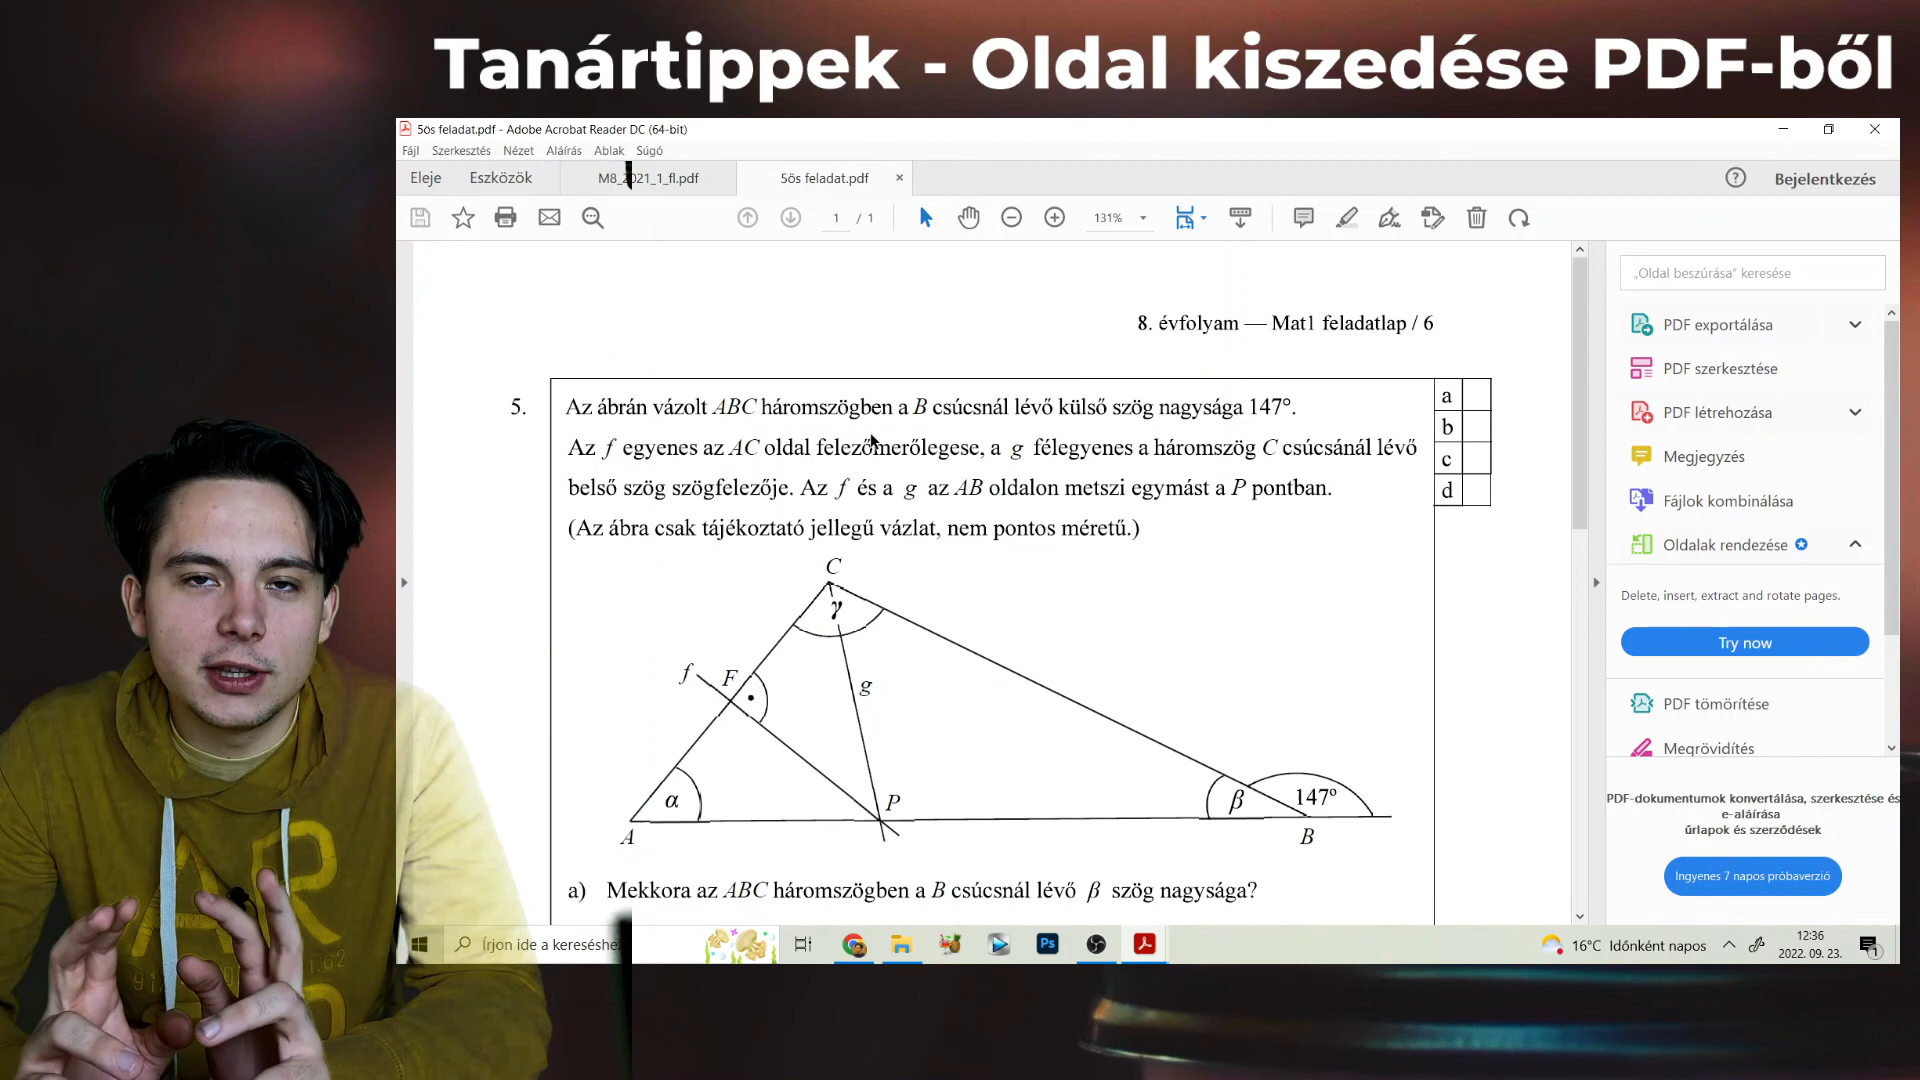 Tanártippek - Oldal kiszedése PDF-ből
5ös feladat.pdf - Adobe Acrobat Reader DC (64-bit)
Fájl Szerkesztés Nézet Aláírás Ablak Súgó
Eleje Eszközök M8_2021_1_fl.pdf 5ös feladat.pdf × Bejelentkezés
1 / 1 131%
„Oldal beszúrása" keresése
8. évfolyam — Mat1 feladatlap / 6
PDF exportálása
PDF szerkesztése
PDF létrehozása
Megjegyzés
Fájlok kombinálása
Oldalak rendezése
Delete, insert, extract and rotate pages.
Try now
PDF tömörítése
Megrövidítés
PDF-dokumentumok konvertálása, szerkesztése és
e-aláírása
űrlapok és szerződések
Ingyenes 7 napos próbaverzió
5. Az ábrán vázolt ABC háromszögben a B csúcsnál lévő külső szög nagysága 147°.
Az f egyenes az AC oldal felezőmerőlegese, a g félegyenes a háromszög C csúcsánál lévő
belső szög szögfelezője. Az f és a g az AB oldalon metszi egymást a P pontban.
(Az ábra csak tájékoztató jellegű vázlat, nem pontos méretű.)
a
b
c
d
C
γ
f F
g
α
P
β 147º
A
B
a) Mekkora az ABC háromszögben a B csúcsnál lévő β szög nagysága?
Írjon ide a kereséshez
Ps
16°C Időnként napos
12:36
2022. 09. 23.
1